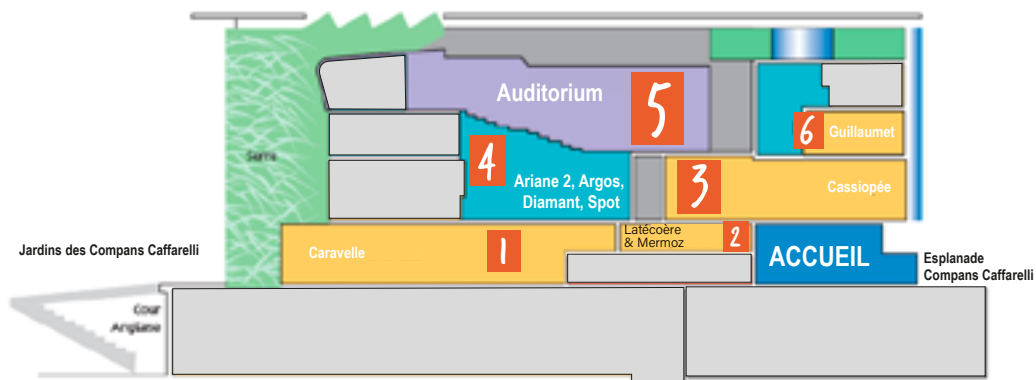 Auditorium
5
6
Guillaumet
Serre
4
Ariane 2, Argos,
Diamant, Spot
3
Cassiopée
Jardins des Compans Caffarelli
Caravelle
1
Latécoère
& Mermoz
2
ACCUEIL
Esplanade
Compans Caffarelli
Cour
Anglaise